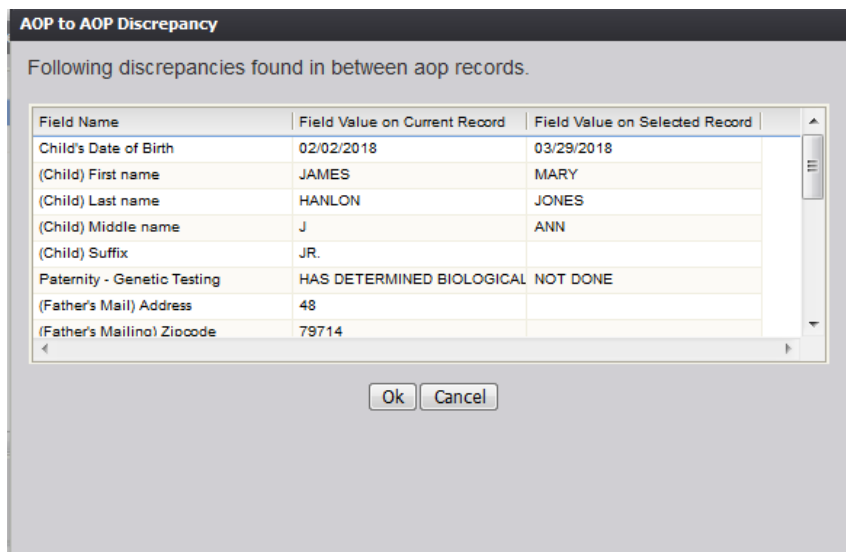 AOP to AOP Discrepancy
Following discrepancies found in between aop records.
Field Name Field Value on Current Record Field Value on Selected Record
Child's Date of Birth 02/02/2018 03/29/2018
(Child) First name JAMES MARY
(Child) Last name HANLON JONES
(Child) Middle name J ANN
(Child) Suffix JR.
Paternity - Genetic Testing HAS DETERMINED BIOLOGICAL NOT DONE
(Father's Mail) Address 48
(Father's Mailing) Zipcode 79714
Ok Cancel